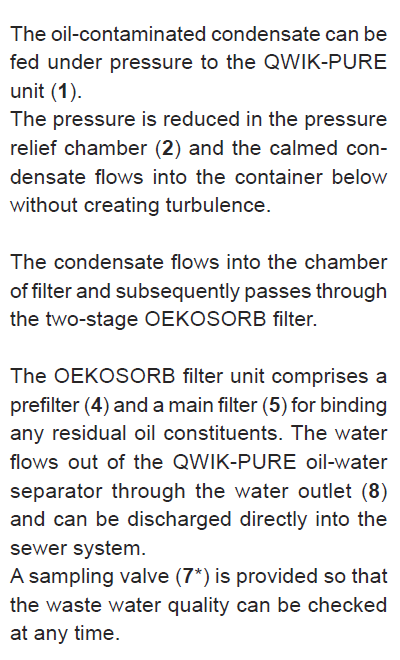 The oil-contaminated condensate can be
fed under pressure to the QWIK-PURE
unit (1).
The pressure is reduced in the pressure
relief chamber (2) and the calmed con-
densate flows into the container below
without creating turbulence.

The condensate flows into the chamber
of filter and subsequently passes through
the two-stage OEKOSORB filter.

The OEKOSORB filter unit comprises a
prefilter (4) and a main filter (5) for binding
any residual oil constituents. The water
flows out of the QWIK-PURE oil-water
separator through the water outlet (8)
and can be discharged directly into the
sewer system.
A sampling valve (7*) is provided so that
the waste water quality can be checked
at any time.